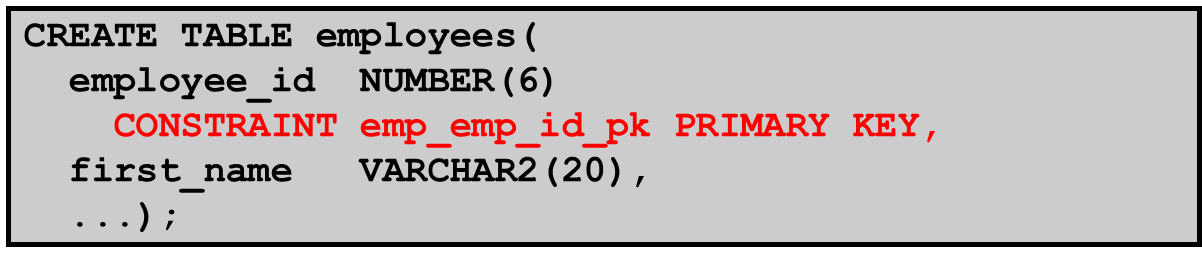 CREATE TABLE employees(
employee_id NUMBER(6)
CONSTRAINT emp_emp_id_pk PRIMARY KEY,
first_name VARCHAR2(20),
...);